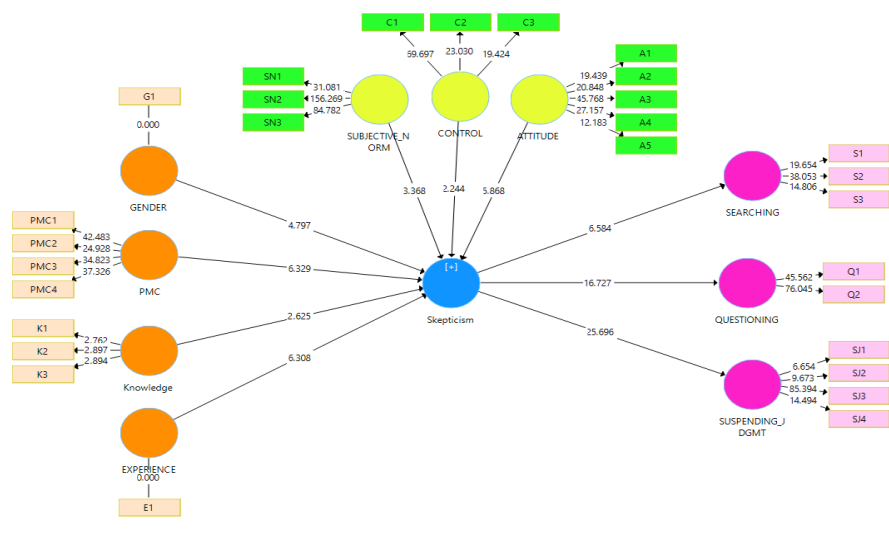 C1 C2 C3
59.697 23.030 19.424
SN1
SN2
SN3
31.081
156.269
84.782
SUBJECTIVE_N
ORM
CONTROL
ATTITUDE
19.439
20.848
45.768
27.157
12.183
A1
A2
A3
A4
A5
G1
0.000
GENDER
PMC1
PMC2
PMC3
PMC4
42.483
24.928
34.823
37.326
PMC
K1
K2
K3
2.762
2.897
2.894
Knowledge
EXPERIENCE
0.000
E1
3.368
2.244
5.868
4.797
6.329
2.625
6.308
[+]
Skepticism
6.584
16.727
25.696
SEARCHING
19.654
38.053
14.806
S1
S2
S3
QUESTIONING
45.562
76.045
Q1
Q2
SUSPENDING_J
DGMT
6.654
9.673
85.394
14.494
SJ1
SJ2
SJ3
SJ4